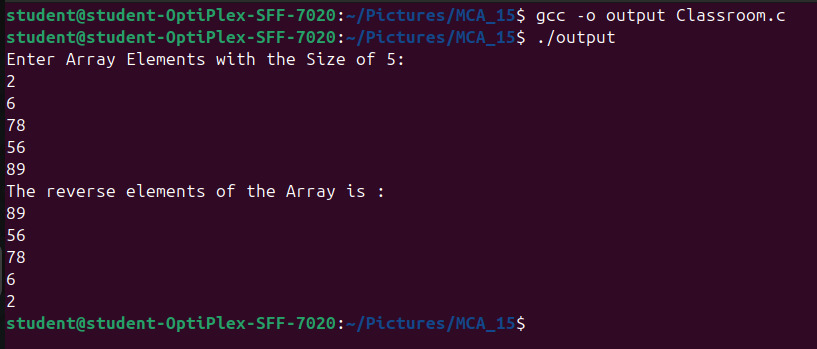 student@student-OptiPlex-SFF-7020:~/Pictures/MCA_15$ gcc -o output Classroom.c
student@student-OptiPlex-SFF-7020:~/Pictures/MCA_15$ ./output
Enter Array Elements with the Size of 5:
2
6
78
56
89
The reverse elements of the Array is :
89
56
78
6
2
student@student-OptiPlex-SFF-7020:~/Pictures/MCA_15$